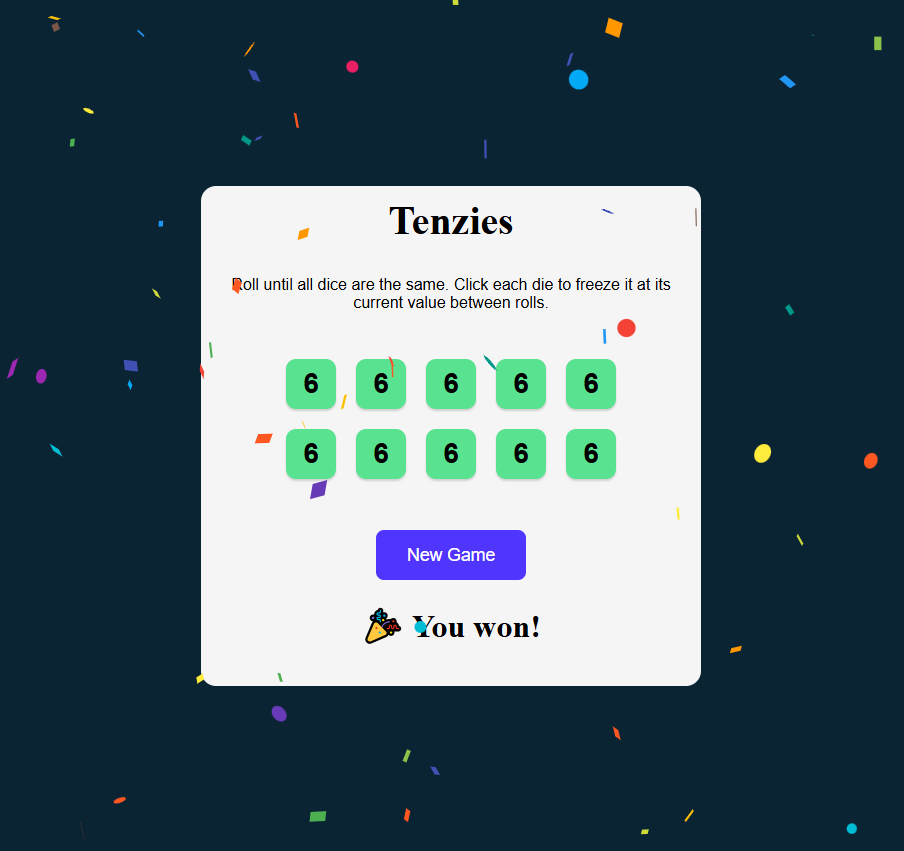 Tenzies
Roll until all dice are the same. Click each die to freeze it at its
current value between rolls.
6 6 6 6 6
6 6 6 6 6
New Game
🎉 You won!